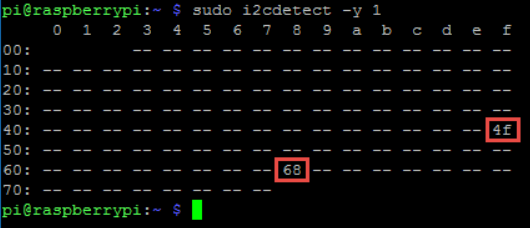 pi@raspberrypi:~ $ sudo i2cdetect -y 1
     0  1  2  3  4  5  6  7  8  9  a  b  c  d  e  f
00:          -- -- -- -- -- -- -- -- -- -- -- -- --
10: -- -- -- -- -- -- -- -- -- -- -- -- -- -- -- --
20: -- -- -- -- -- -- -- -- -- -- -- -- -- -- -- --
30: -- -- -- -- -- -- -- -- -- -- -- -- -- -- -- --
40: -- -- -- -- -- -- -- -- -- -- -- -- -- -- -- 4f
50: -- -- -- -- -- -- -- -- -- -- -- -- -- -- -- --
60: -- -- -- -- -- -- -- -- 68 -- -- -- -- -- -- --
70: -- -- -- -- -- -- -- --
pi@raspberrypi:~ $